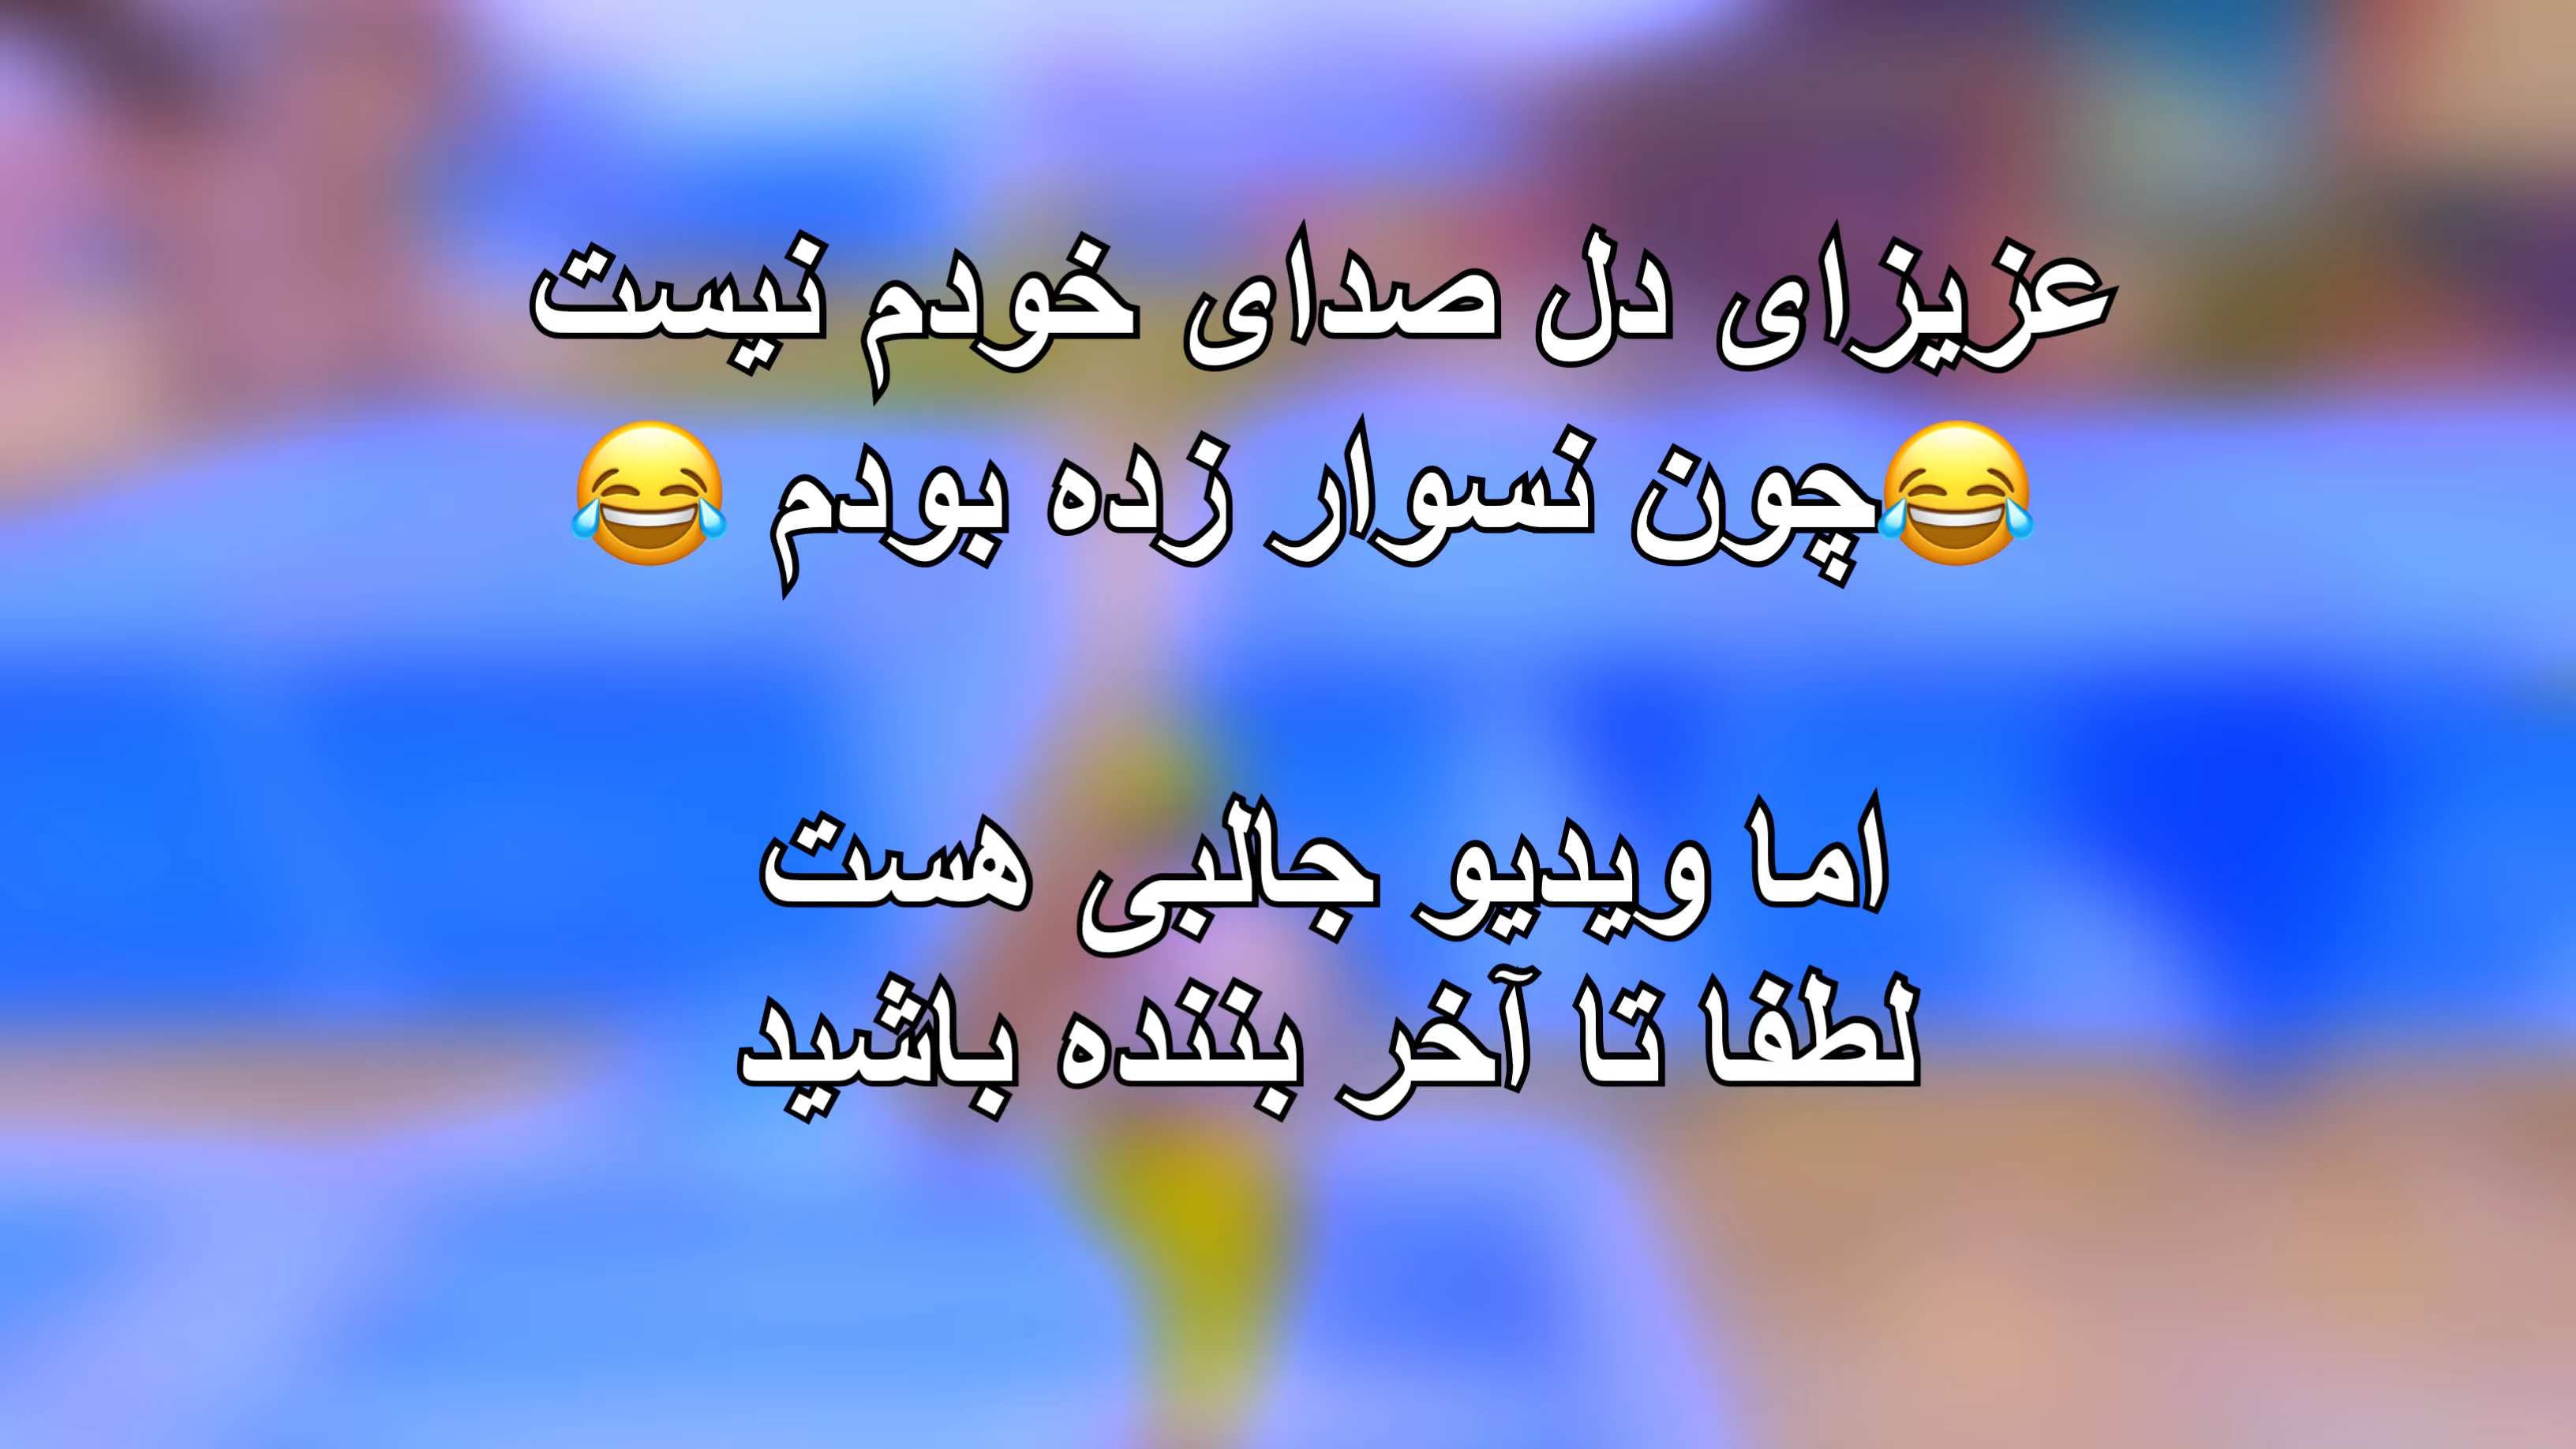 عزیزای دل صدای خودم نیست
😂چون نسوار زده بودم 😂
اما ویدیو جالبی هست
لطفا تا آخر بننده باشید